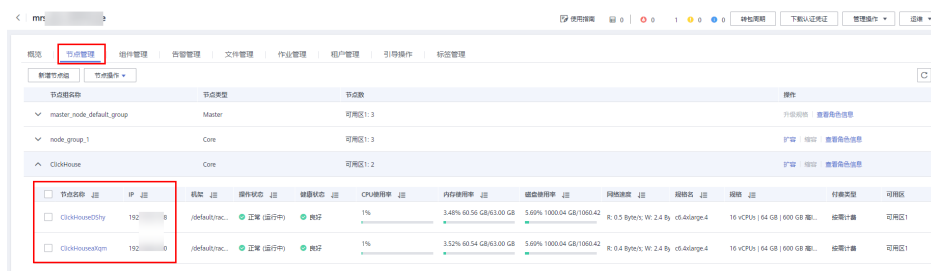 mrs
使用指南 0 0 1 0 0 转包周期 下载认证凭证 管理操作 运维
概览 节点管理 组件管理 告警管理 文件管理 作业管理 租户管理 引导操作 标签管理
新增节点组 节点操作
节点组名称 节点类型 节点数 操作
master_node_default_group Master 可用区1: 3 升级规格 查看角色信息
node_group_1 Core 可用区1: 3 扩容 缩容 查看角色信息
ClickHouse Core 可用区1: 2 扩容 缩容 查看角色信息
节点名称 IP 机架 操作状态 健康状态 CPU使用率 内存使用率 磁盘使用率 网络速度 规格名 规格 付费类型 可用区
ClickHouseDShy 192 8 /default/rac... 正常 (运行中) 良好 1% 3.48% 60.56 GB/63.00 GB 5.69% 1000.04 GB/1060.42 R: 0.5 Byte/s; W: 2.4 By c6.4xlarge.4 16 vCPUs | 64 GB | 600 GB 高I... 按需计费 可用区1
ClickHouseaXqm 192 0 /default/rac... 正常 (运行中) 良好 1% 3.52% 60.54 GB/63.00 GB 5.69% 1000.04 GB/1060.42 R: 0.4 Byte/s; W: 2.4 By c6.4xlarge.4 16 vCPUs | 64 GB | 600 GB 高I... 按需计费 可用区1